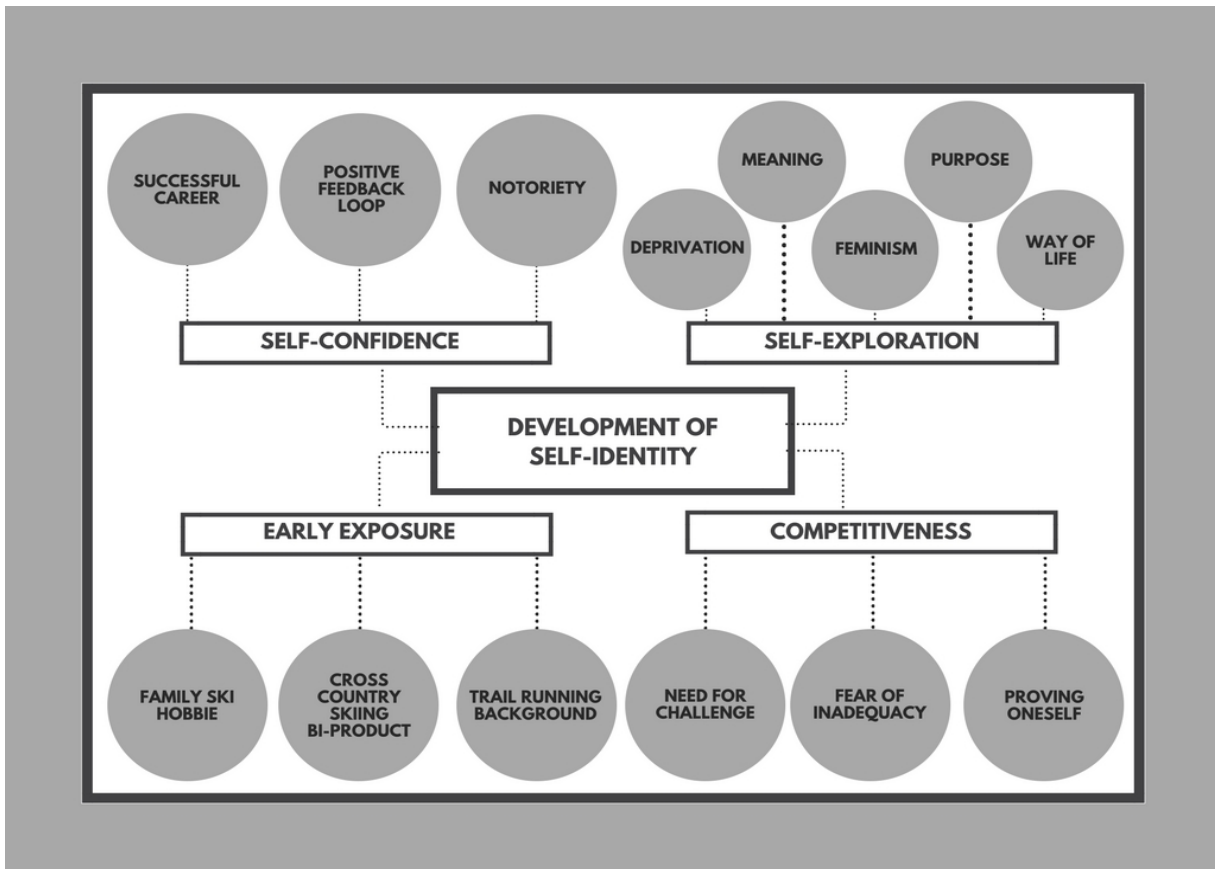 SUCCESSFUL
CAREER
POSITIVE
FEEDBACK
LOOP
NOTORIETY
SELF-CONFIDENCE
DEPRIVATION
MEANING
FEMINISM
PURPOSE
WAY OF
LIFE
SELF-EXPLORATION
DEVELOPMENT OF
SELF-IDENTITY
EARLY EXPOSURE
FAMILY SKI
HOBBIE
CROSS
COUNTRY
SKIING
BI-PRODUCT
TRAIL RUNNING
BACKGROUND
COMPETITIVENESS
NEED FOR
CHALLENGE
FEAR OF
INADEQUACY
PROVING
ONESELF